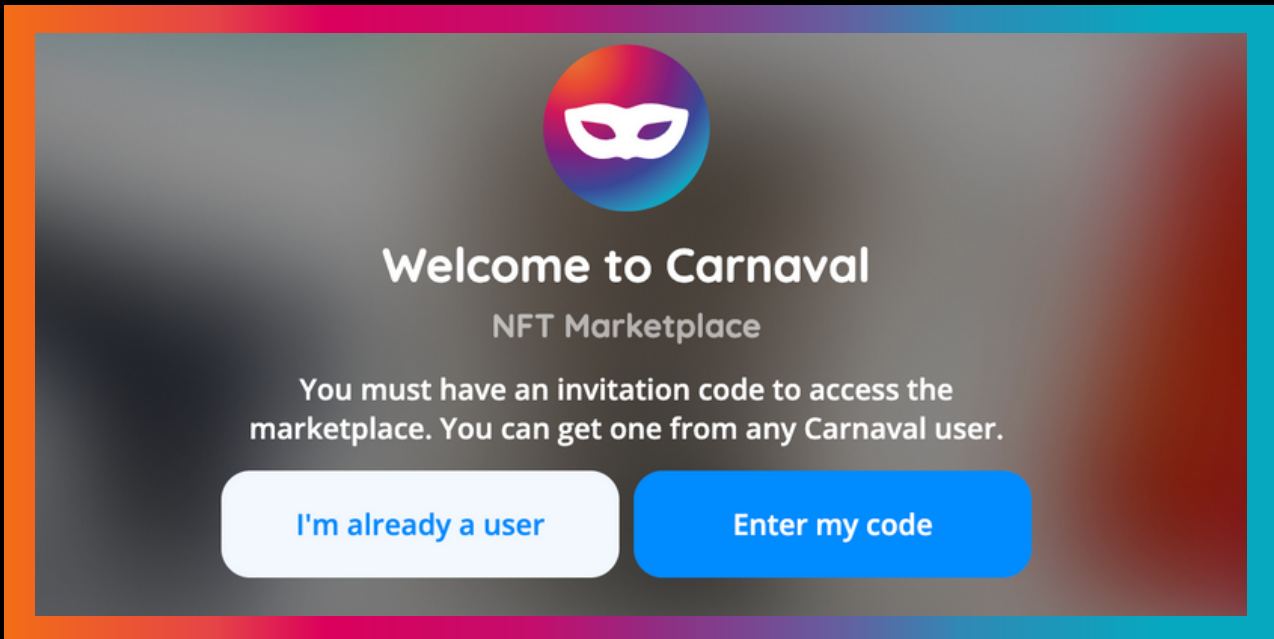 Welcome to Carnaval
NFT Marketplace
You must have an invitation code to access the
marketplace. You can get one from any Carnaval user.
I'm already a user
Enter my code